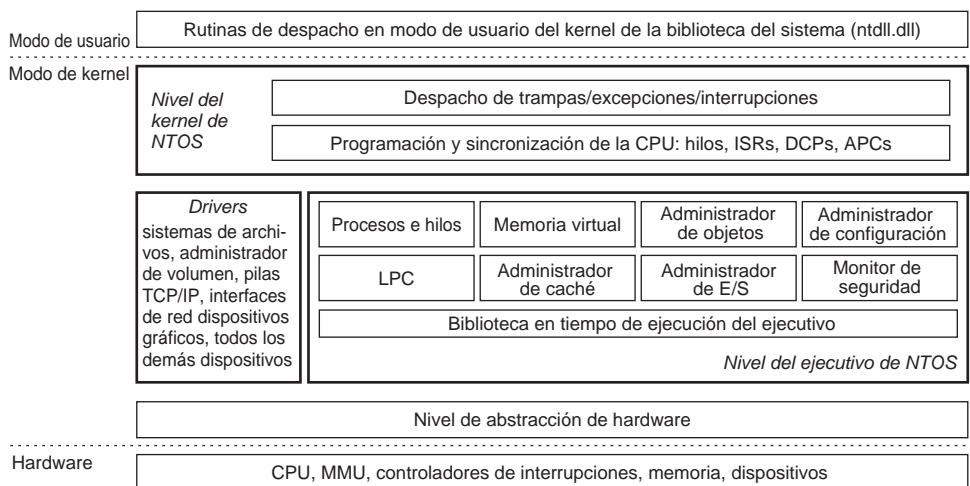 Modo de usuario
Rutinas de despacho en modo de usuario del kernel de la biblioteca del sistema (ntdll.dll)
Modo de kernel
Nivel del
kernel de
NTOS
Despacho de trampas/excepciones/interrupciones
Programación y sincronización de la CPU: hilos, ISRs, DCPs, APCs
Drivers
sistemas de archi-
vos, administrador
de volumen, pilas
TCP/IP, interfaces
de red dispositivos
gráficos, todos los
demás dispositivos
Procesos e hilos
Memoria virtual
Administrador
de objetos
Administrador
de configuración
LPC
Administrador
de caché
Administrador
de E/S
Monitor de
seguridad
Biblioteca en tiempo de ejecución del ejecutivo
Nivel del ejecutivo de NTOS
Nivel de abstracción de hardware
Hardware
CPU, MMU, controladores de interrupciones, memoria, dispositivos